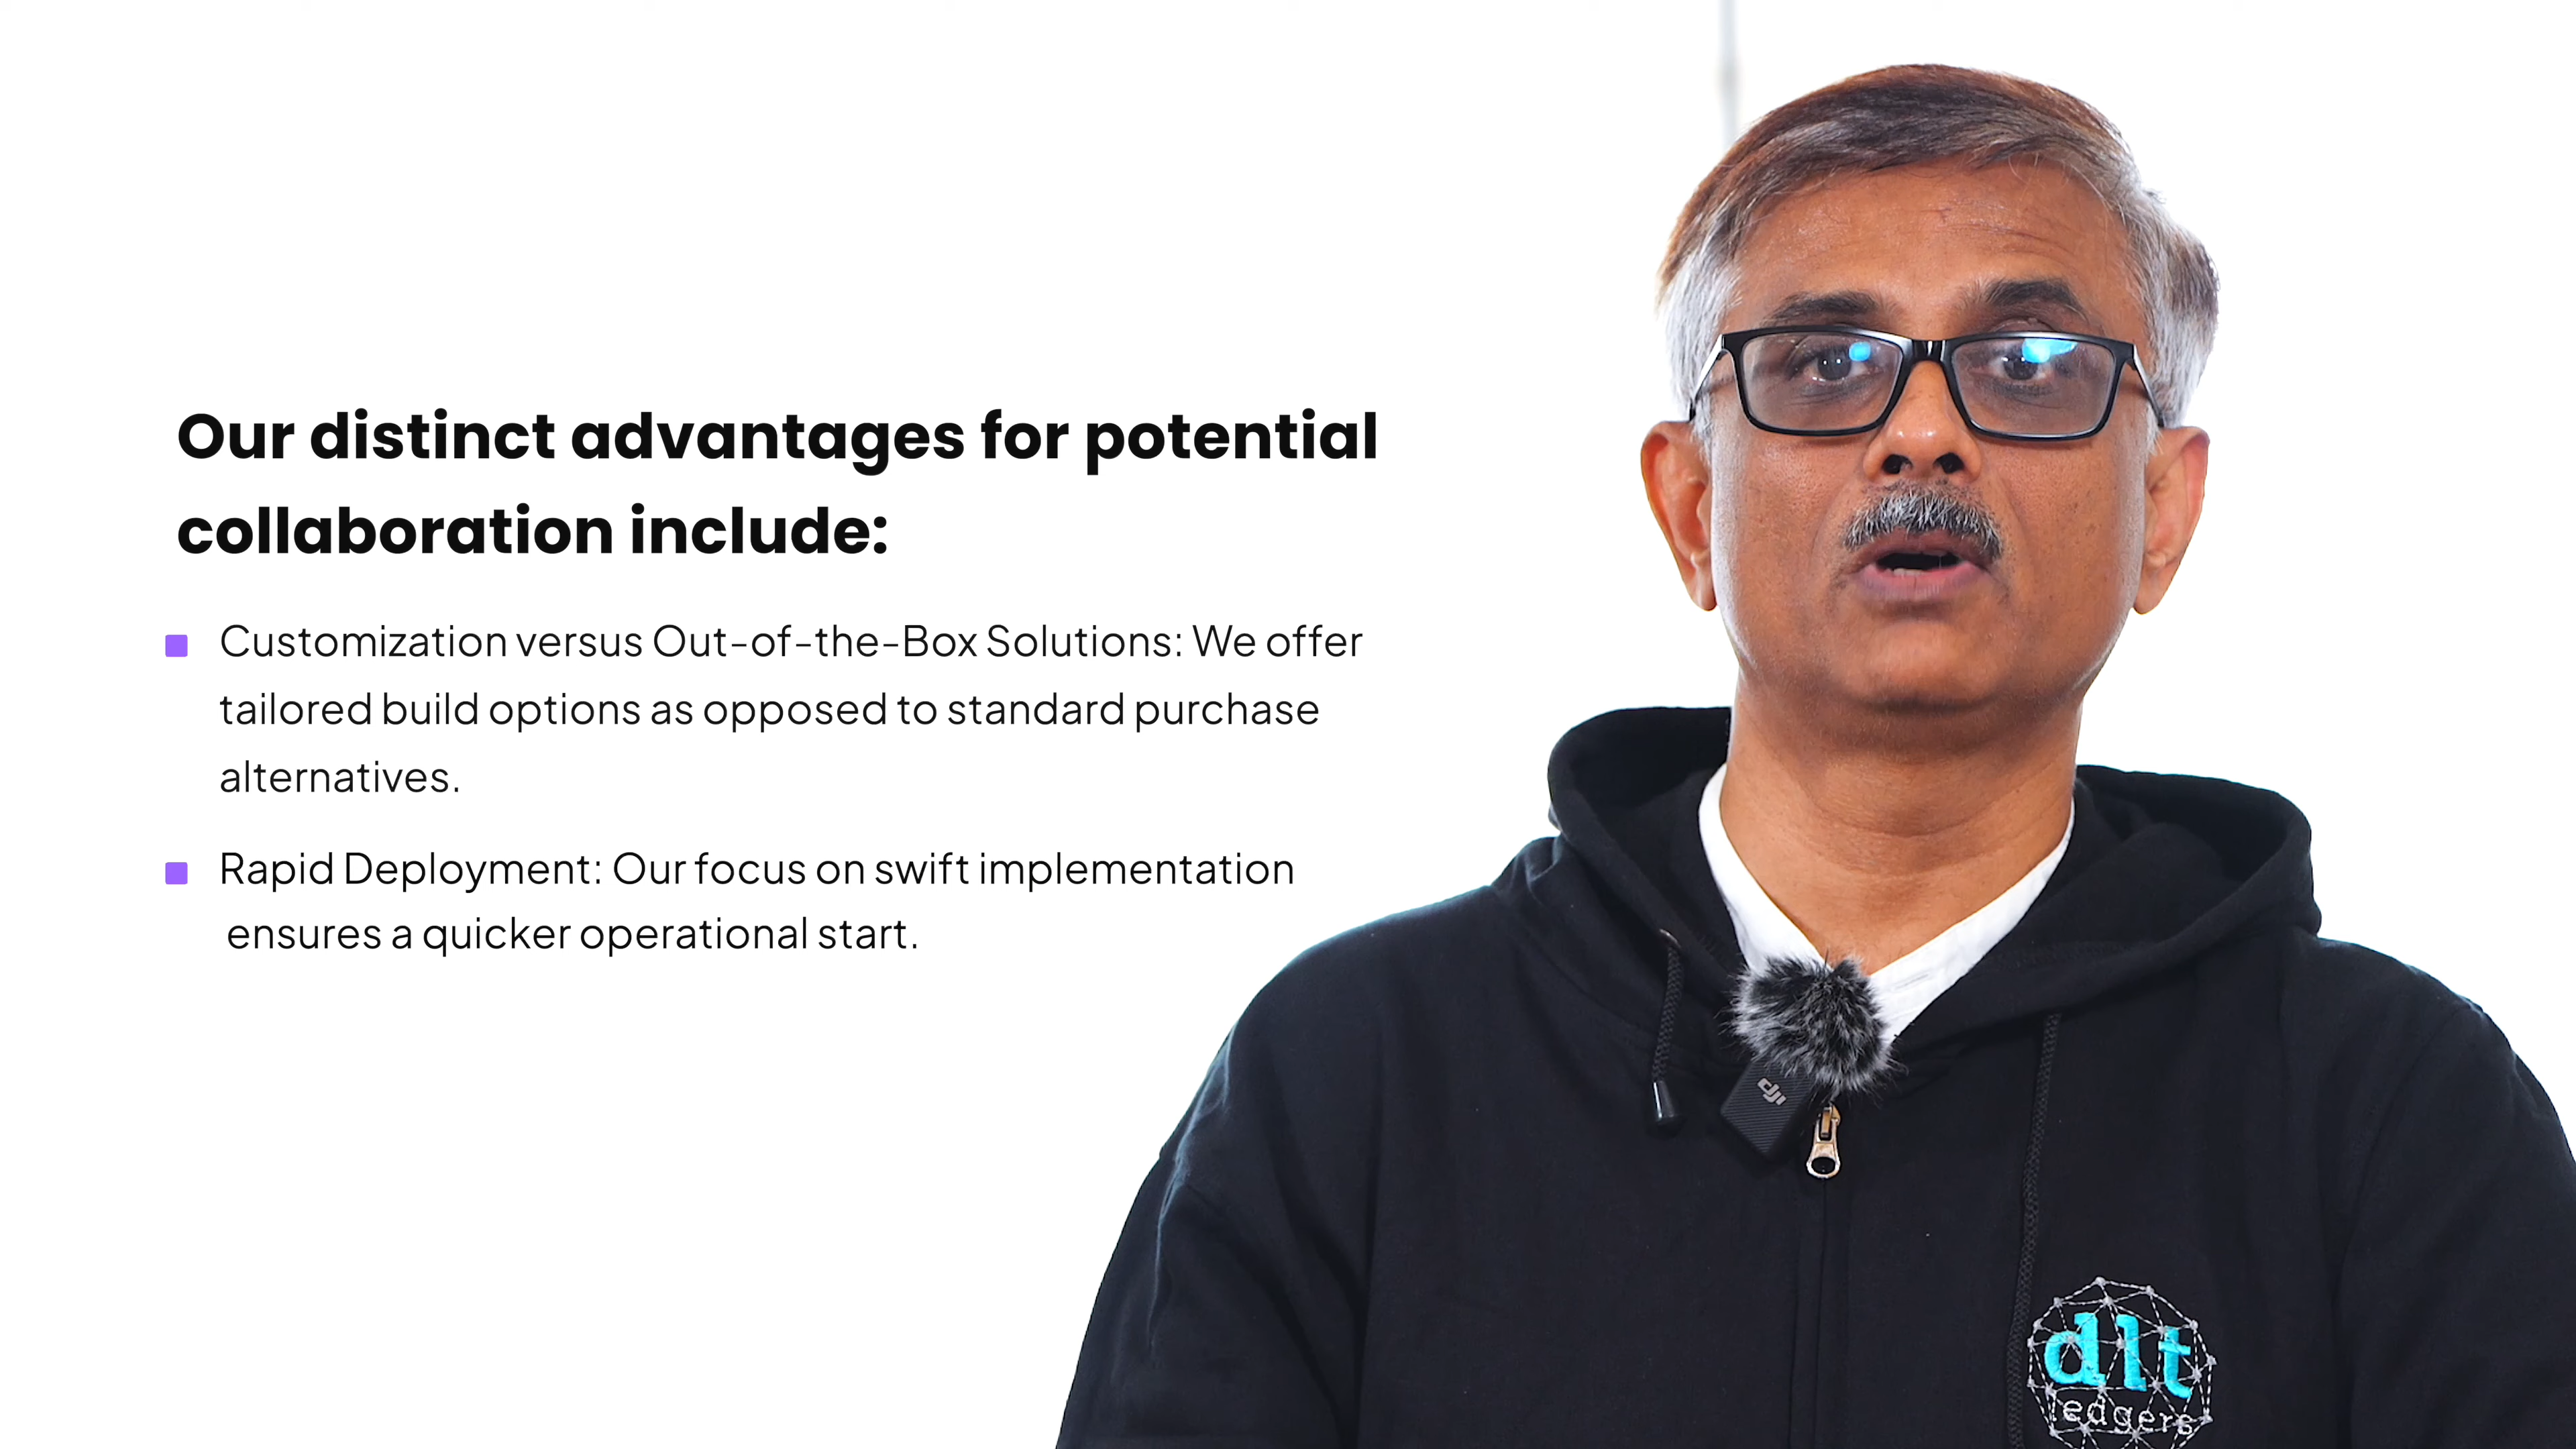 Our distinct advantages for potential
collaboration include:
Customization versus Out-of-the-Box Solutions: We offer
tailored build options as opposed to standard purchase
alternatives.
Rapid Deployment: Our focus on swift implementation
ensures a quicker operational start.
dji
dlt
ledgers